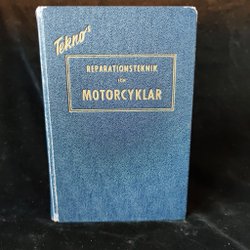 Tekno's
REPARATIONSTEKNIK
FÖR
MOTORCYKLAR